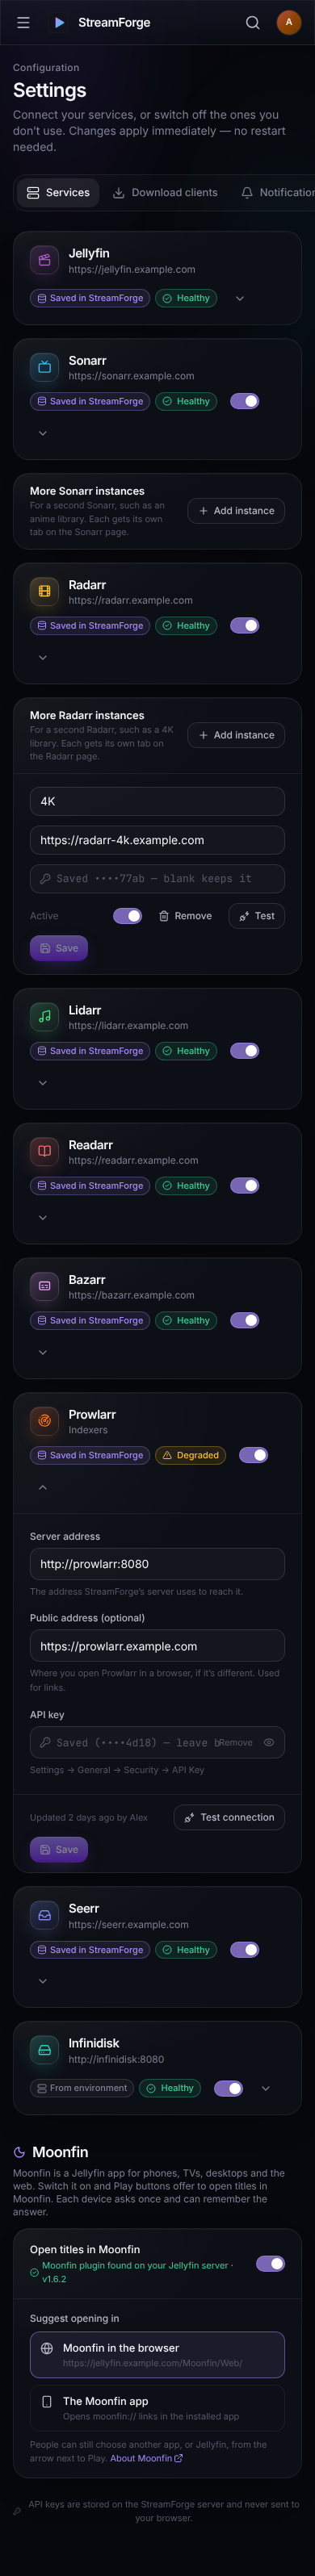 StreamForge
A
Configuration
Settings
Connect your services, or switch off the ones you
don't use. Changes apply immediately — no restart
needed.
Services
Download clients
Notification
Jellyfin
https://jellyfin.example.com
Saved in StreamForge
Healthy
Sonarr
https://sonarr.example.com
Saved in StreamForge
Healthy
More Sonarr instances
For a second Sonarr, such as an
anime library. Each gets its own
tab on the Sonarr page.
Add instance
Radarr
https://radarr.example.com
Saved in StreamForge
Healthy
More Radarr instances
For a second Radarr, such as a 4K
library. Each gets its own tab on
the Radarr page.
Add instance
4K
https://radarr-4k.example.com
Saved ••••77ab — blank keeps it
Active
Remove
Test
Save
Lidarr
https://lidarr.example.com
Saved in StreamForge
Healthy
Readarr
https://readarr.example.com
Saved in StreamForge
Healthy
Bazarr
https://bazarr.example.com
Saved in StreamForge
Healthy
Prowlarr
Indexers
Saved in StreamForge
Degraded
Server address
http://prowlarr:8080
The address StreamForge's server uses to reach it.
Public address (optional)
https://prowlarr.example.com
Where you open Prowlarr in a browser, if it's different. Used
for links.
API key
Saved (••••4d18) — leave b
Remove
Settings → General → Security → API Key
Updated 2 days ago by Alex
Test connection
Save
Seerr
https://seerr.example.com
Saved in StreamForge
Healthy
Infinidisk
http://infinidisk:8080
From environment
Healthy
Moonfin
Moonfin is a Jellyfin app for phones, TVs, desktops and the
web. Switch it on and Play buttons offer to open titles in
Moonfin. Each device asks once and can remember the
answer.
Open titles in Moonfin
Moonfin plugin found on your Jellyfin server ·
v1.6.2
Suggest opening in
Moonfin in the browser
https://jellyfin.example.com/Moonfin/Web/
The Moonfin app
Opens moonfin:// links in the installed app
People can still choose another app, or Jellyfin, from the
arrow next to Play. About Moonfin
API keys are stored on the StreamForge server and never sent to
your browser.